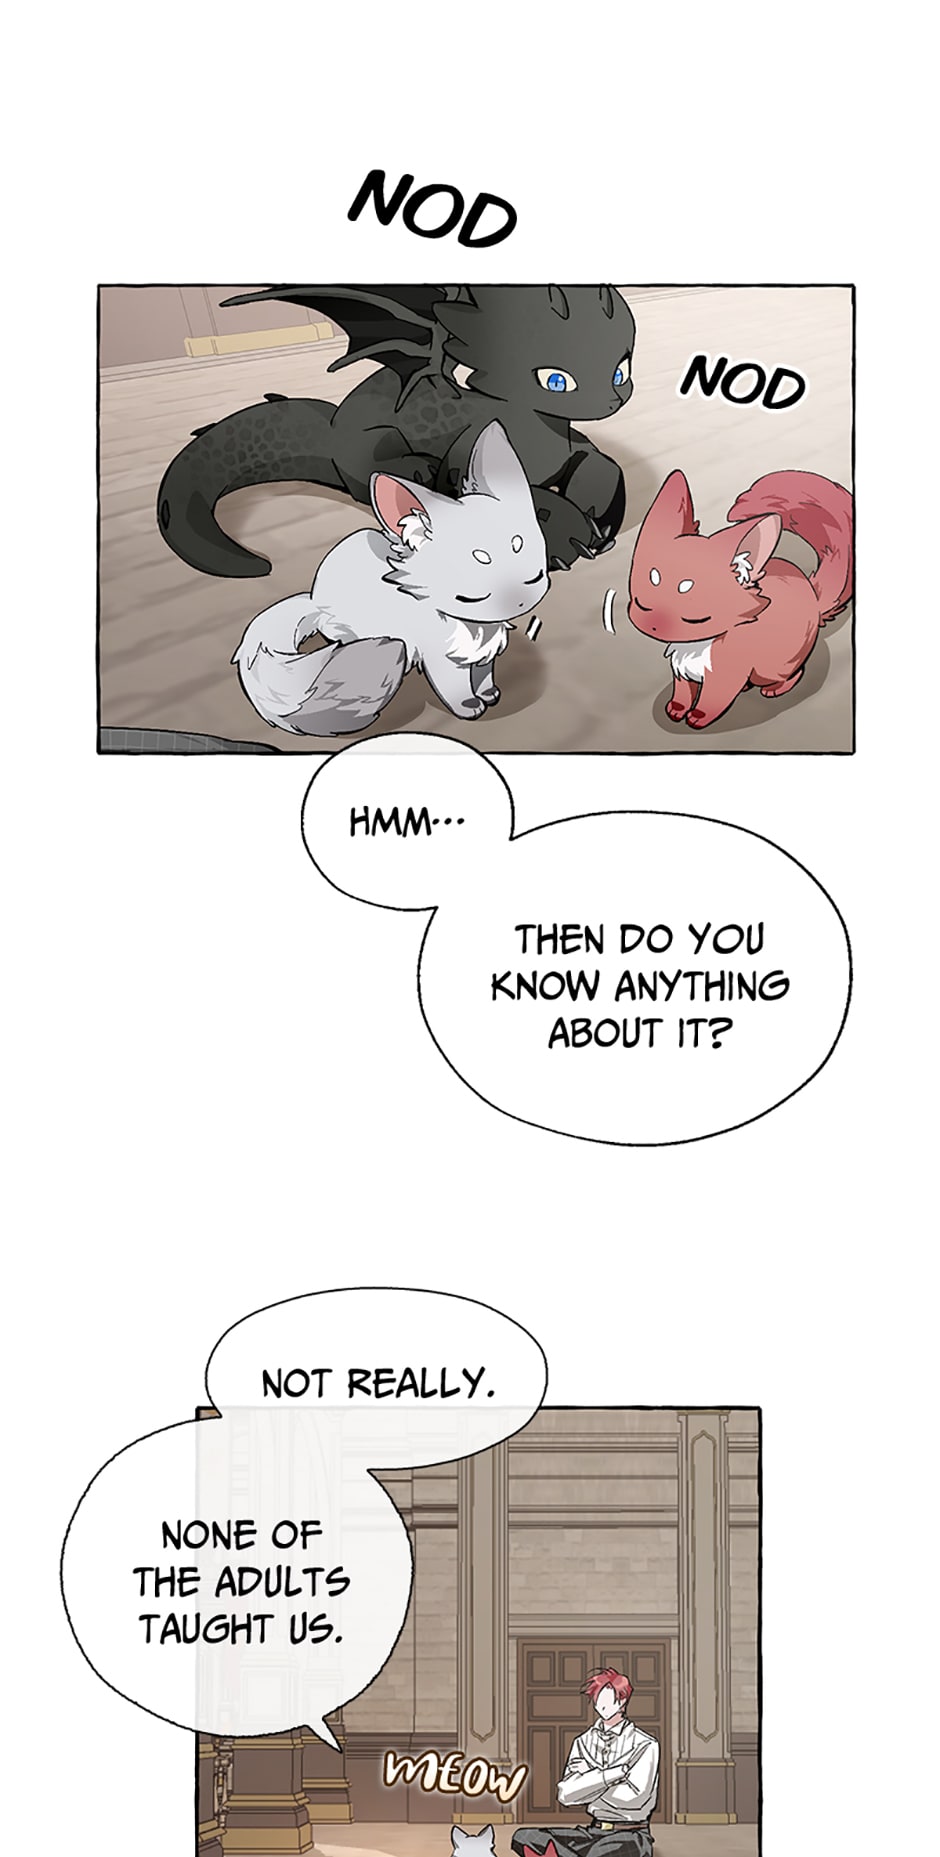 NOD
NOD
HMM...
THEN DO YOU
KNOW ANYTHING
ABOUT IT?
NOT REALLY.
NONE OF
THE ADULTS
TAUGHT US.
MEOW